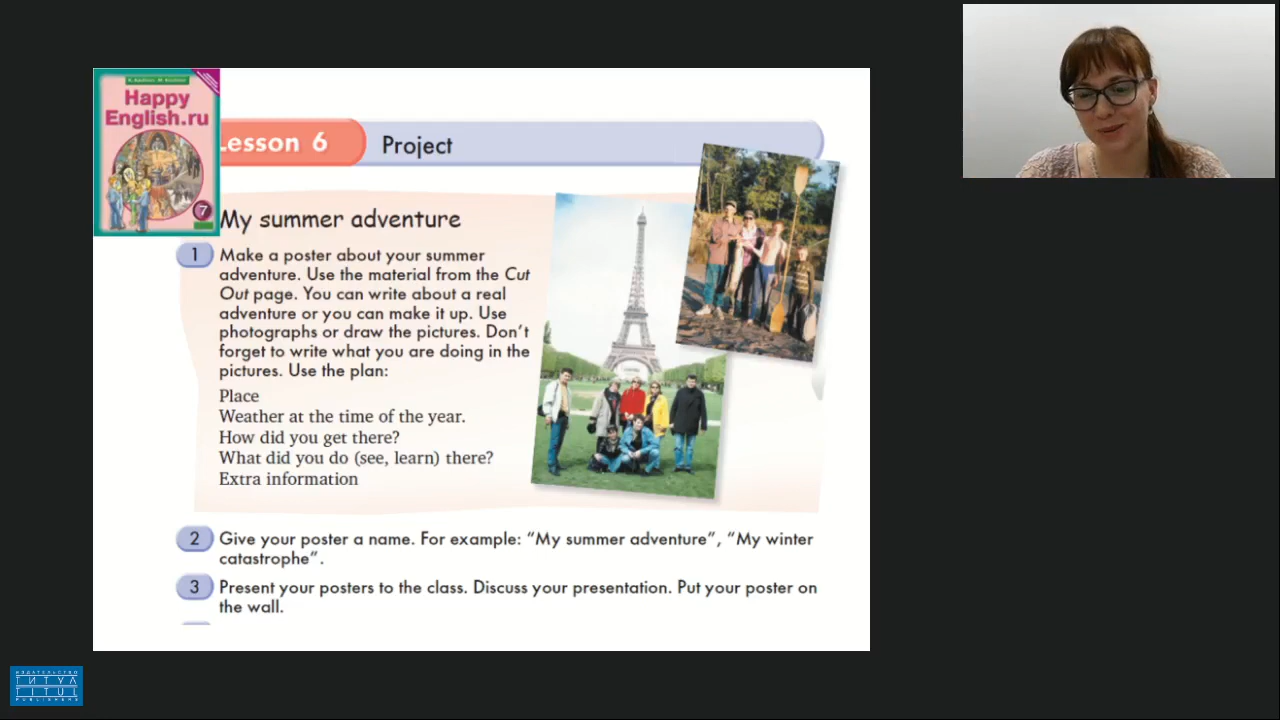 Happy
English.ru
7
Lesson 6
Project
My summer adventure
1
Make a poster about your summer
adventure. Use the material from the Cut
Out page. You can write about a real
adventure or you can make it up. Use
photographs or draw the pictures. Don't
forget to write what you are doing in the
pictures. Use the plan:
Place
Weather at the time of the year.
How did you get there?
What did you do (see, learn) there?
Extra information
2
Give your poster a name. For example: “My summer adventure”, “My winter
catastrophe”.
3
Present your posters to the class. Discuss your presentation. Put your poster on
the wall.
ИЗДАТЕЛЬСТВО
ТИТУЛ
TITUL
PUBLISHERS